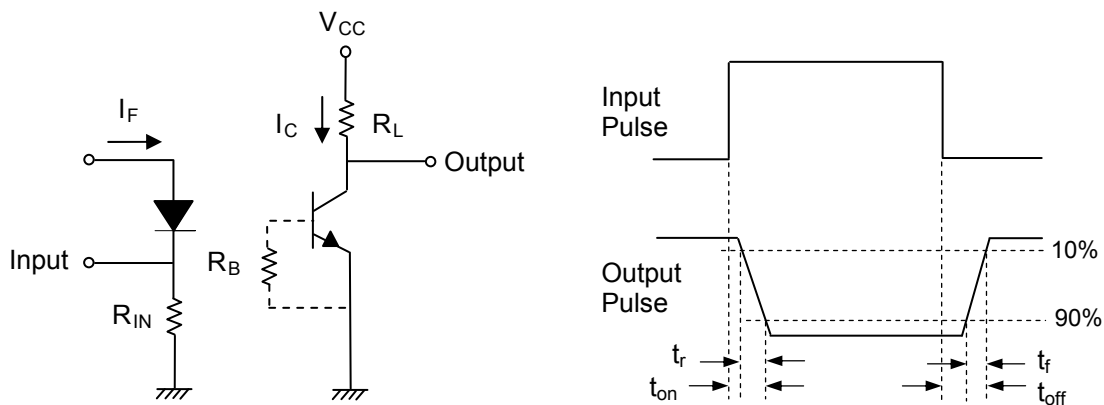 V_CC
I_F
I_C
R_L
Output
Input
R_B
R_IN
Input
Pulse
Output
Pulse
10%
90%
t_r
t_f
t_on
t_off